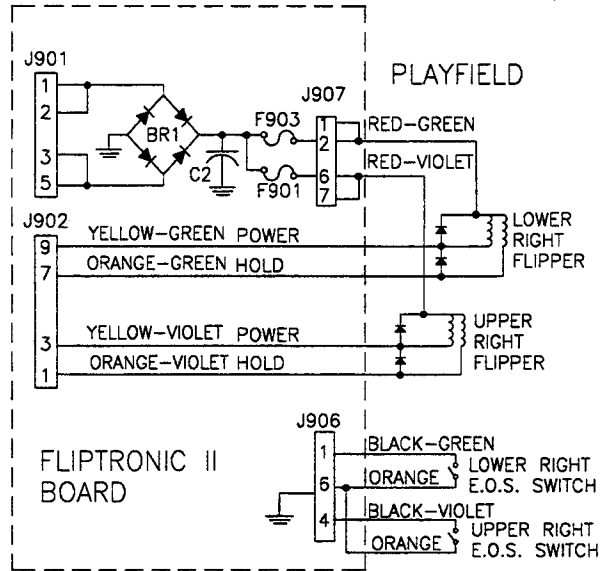 J901
1
2
3
5
BR1
C2
F903
F901
J907
1
2
6
7
PLAYFIELD
RED-GREEN
RED-VIOLET
LOWER
RIGHT
FLIPPER
J902
9
7
3
1
YELLOW-GREEN POWER
ORANGE-GREEN HOLD
YELLOW-VIOLET POWER
ORANGE-VIOLET HOLD
UPPER
RIGHT
FLIPPER
FLIPTRONIC II
BOARD
J906
1
6
4
BLACK-GREEN
ORANGE
LOWER RIGHT
E.O.S. SWITCH
BLACK-VIOLET
ORANGE
UPPER RIGHT
E.O.S. SWITCH